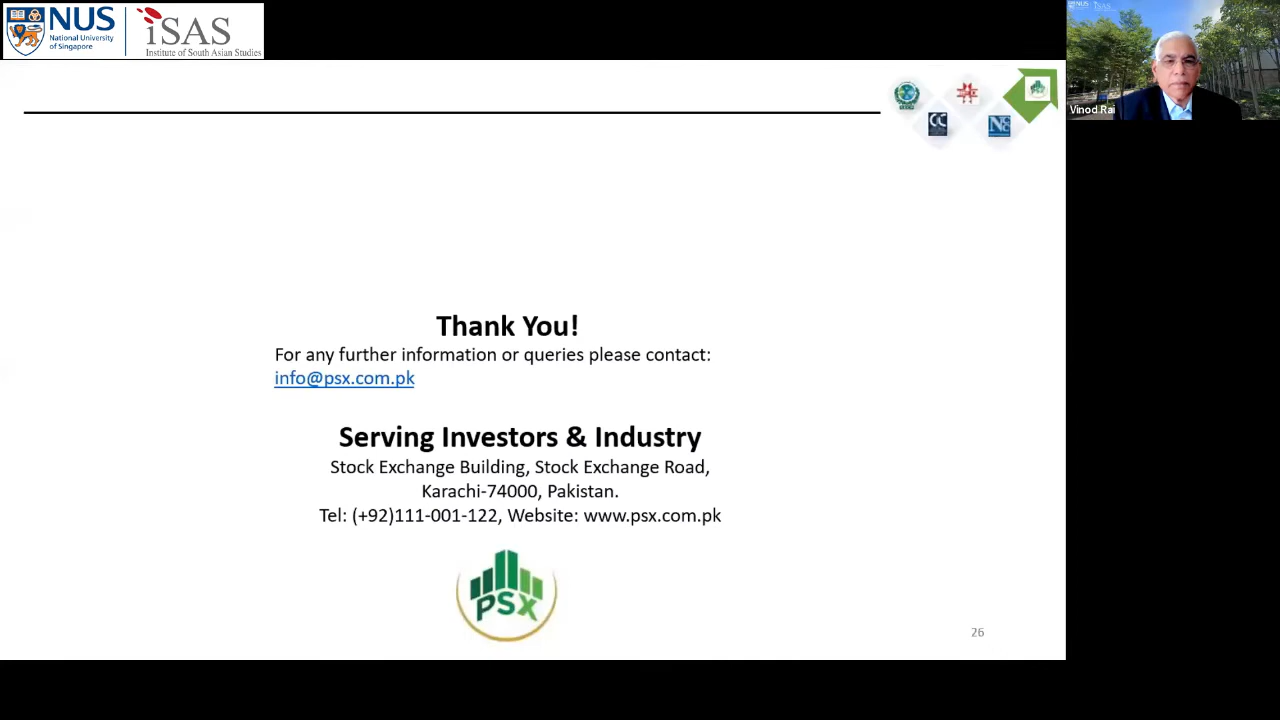 NUS
National University
of Singapore
iSAS
Institute of South Asian Studies
Vinod Rai
Thank You!
For any further information or queries please contact:
info@psx.com.pk
Serving Investors & Industry
Stock Exchange Building, Stock Exchange Road,
Karachi-74000, Pakistan.
Tel: (+92)111-001-122, Website: www.psx.com.pk
PSX
26